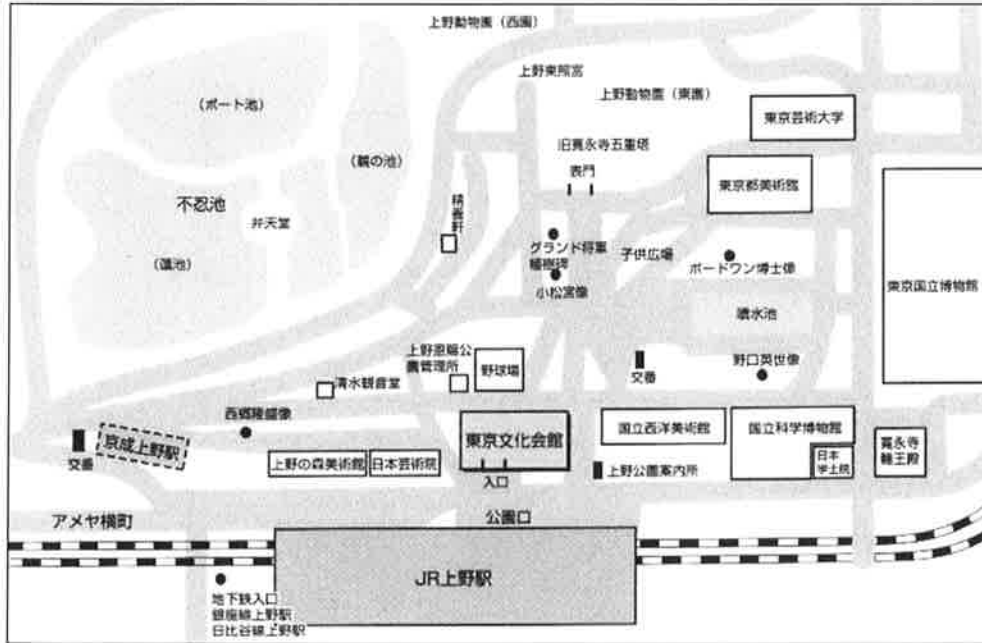 上野動物園（西園）
上野東照宮
上野動物園（東園）
東京芸術大学
（ボート池）
旧寛永寺五重塔
（鵜の池）
表門
東京都美術館
不忍池
弁天堂
精養軒
グランド将軍
植樹碑
子供広場
ボードワン博士像
（蓮池）
小松宮像
東京国立博物館
噴水池
上野恩賜公
園管理所
野球場
交番
野口英世像
清水観音堂
西郷隆盛像
京成上野駅
交番
東京文化会館
国立西洋美術館
国立科学博物館
寛永寺
輪王殿
上野の森美術館
日本芸術院
入口
上野公園案内所
日本
学士院
アメヤ横町
公園口
JR上野駅
地下鉄入口
銀座線上野駅
日比谷線上野駅